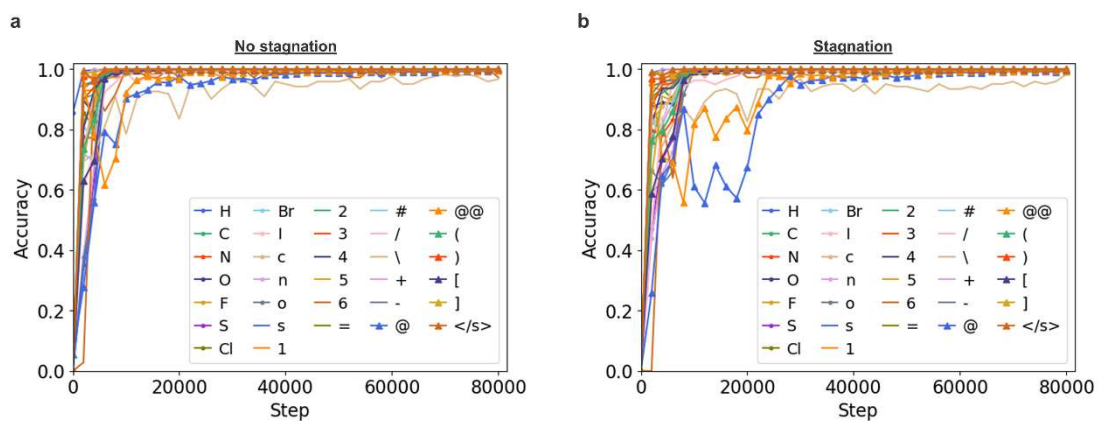 a
No stagnation
1.0
0.8
0.6
0.4
0.2
0.0
Accuracy
H Br 2 # @@
C I 3 / (
N c 4 \ )
O n 5 + [
F o 6 - ]
S s = @ </s>
Cl 1
0 20000 40000 60000 80000
Step
b
Stagnation
1.0
0.8
0.6
0.4
0.2
0.0
Accuracy
H Br 2 # @@
C I 3 / (
N c 4 \ )
O n 5 + [
F o 6 - ]
S s = @ </s>
Cl 1
0 20000 40000 60000 80000
Step